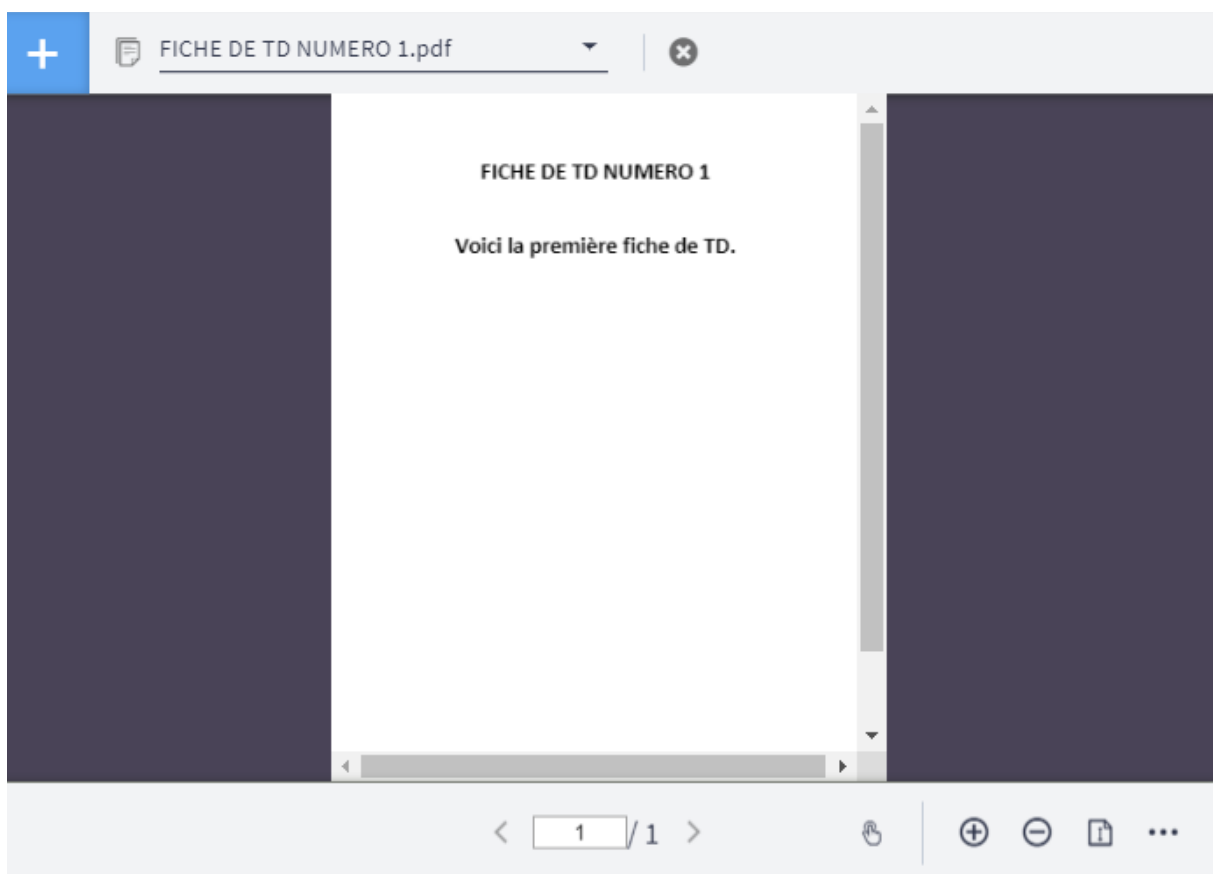 FICHE DE TD NUMERO 1.pdf
FICHE DE TD NUMERO 1
Voici la première fiche de TD.
1 / 1